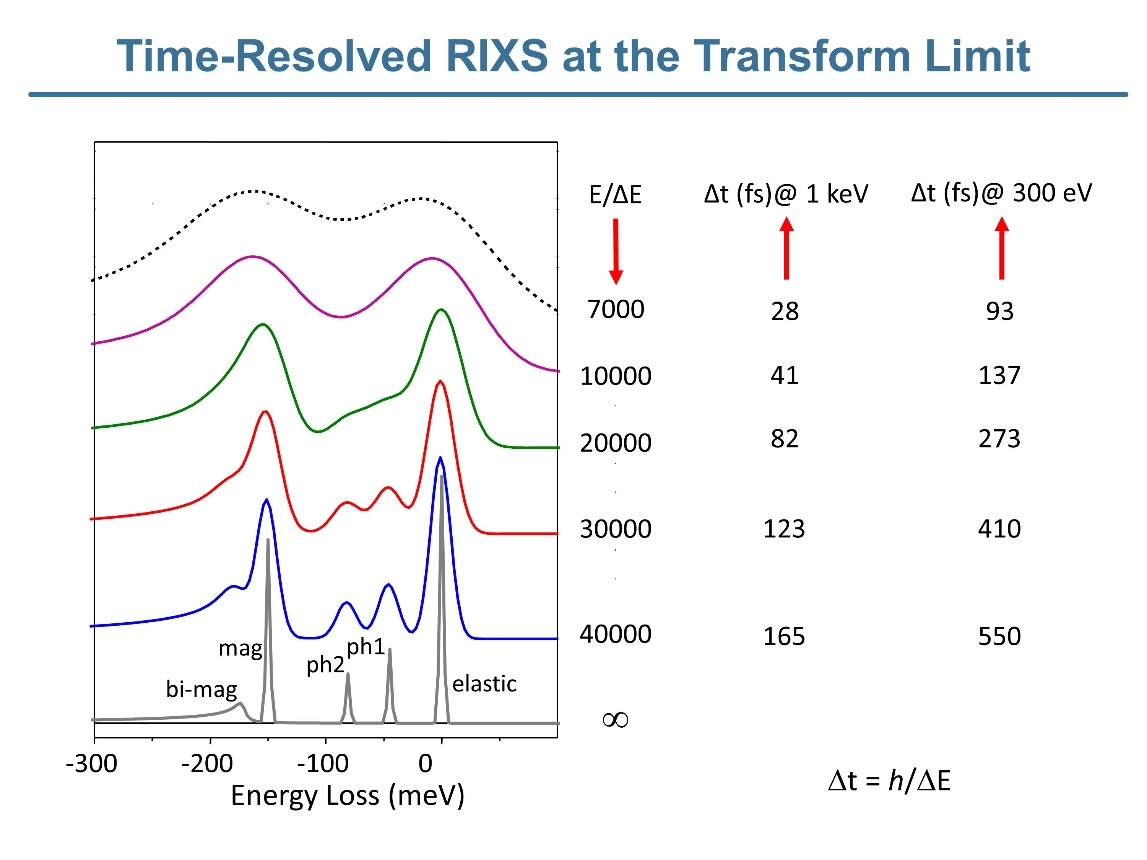 Time-Resolved RIXS at the Transform Limit
E/ΔE Δt (fs)@ 1 keV Δt (fs)@ 300 eV
7000 28 93
10000 41 137
20000 82 273
30000 123 410
40000 165 550
∞
mag
ph2
ph1
bi-mag
elastic
-300 -200 -100 0
Energy Loss (meV)
Δt = h/ΔE